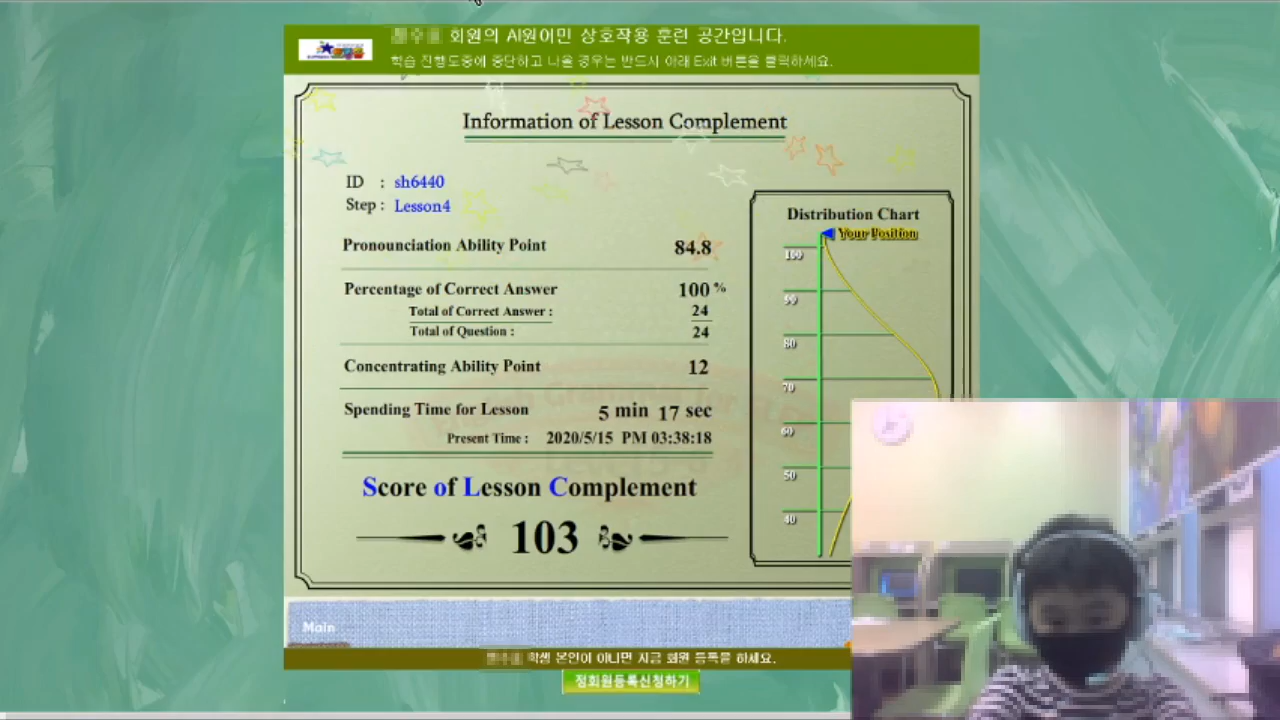 회원의 AI원어민 상호작용 훈련 공간입니다.
학습 진행도중에 중단하고 나올 경우는 반드시 아래 Exit 버튼을 클릭하세요.
Information of Lesson Complement
ID : sh6440
Step : Lesson4
Pronounciation Ability Point 84.8
Percentage of Correct Answer 100 %
Total of Correct Answer : 24
Total of Question : 24
Concentrating Ability Point 12
Spending Time for Lesson 5 min 17 sec
Present Time : 2020/5/15 PM 03:38:18
Score of Lesson Complement
103
Distribution Chart
Your Position
100
90
80
70
60
50
40
Main
학생 본인이 아니면 지금 회원 등록을 하세요.
정회원등록신청하기